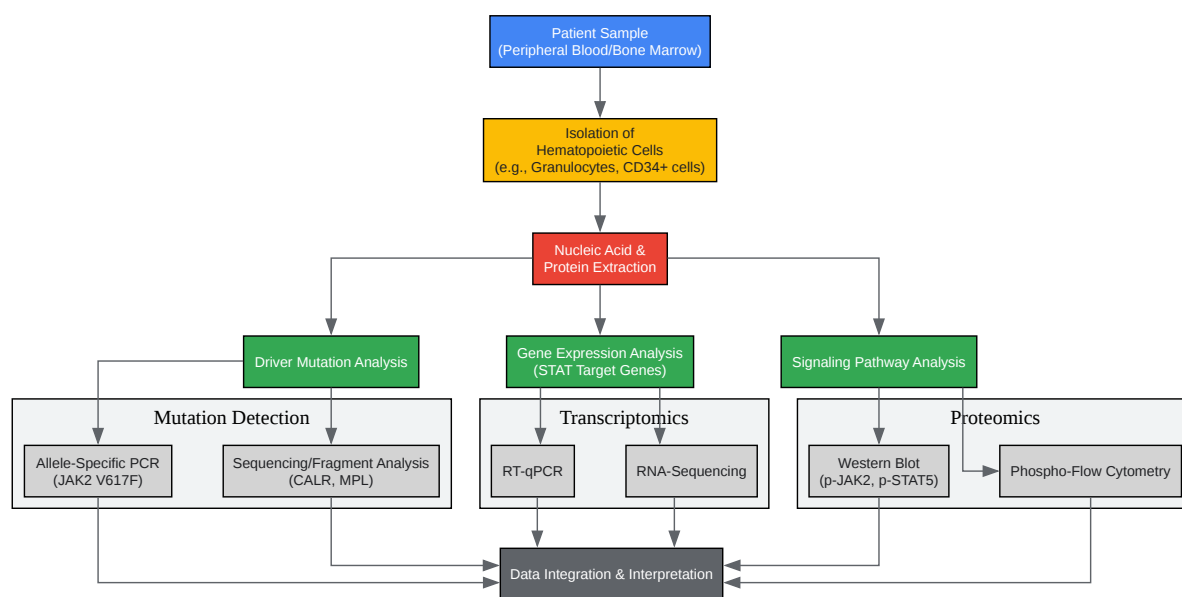 Patient Sample
(Peripheral Blood/Bone Marrow)
Isolation of
Hematopoietic Cells
(e.g., Granulocytes, CD34+ cells)
Nucleic Acid &
Protein Extraction
Driver Mutation Analysis
Gene Expression Analysis
(STAT Target Genes)
Signaling Pathway Analysis
Mutation Detection
Transcriptomics
Proteomics
Allele-Specific PCR
(JAK2 V617F)
Sequencing/Fragment Analysis
(CALR, MPL)
RT-qPCR
RNA-Sequencing
Western Blot
(p-JAK2, p-STAT5)
Phospho-Flow Cytometry
Data Integration & Interpretation